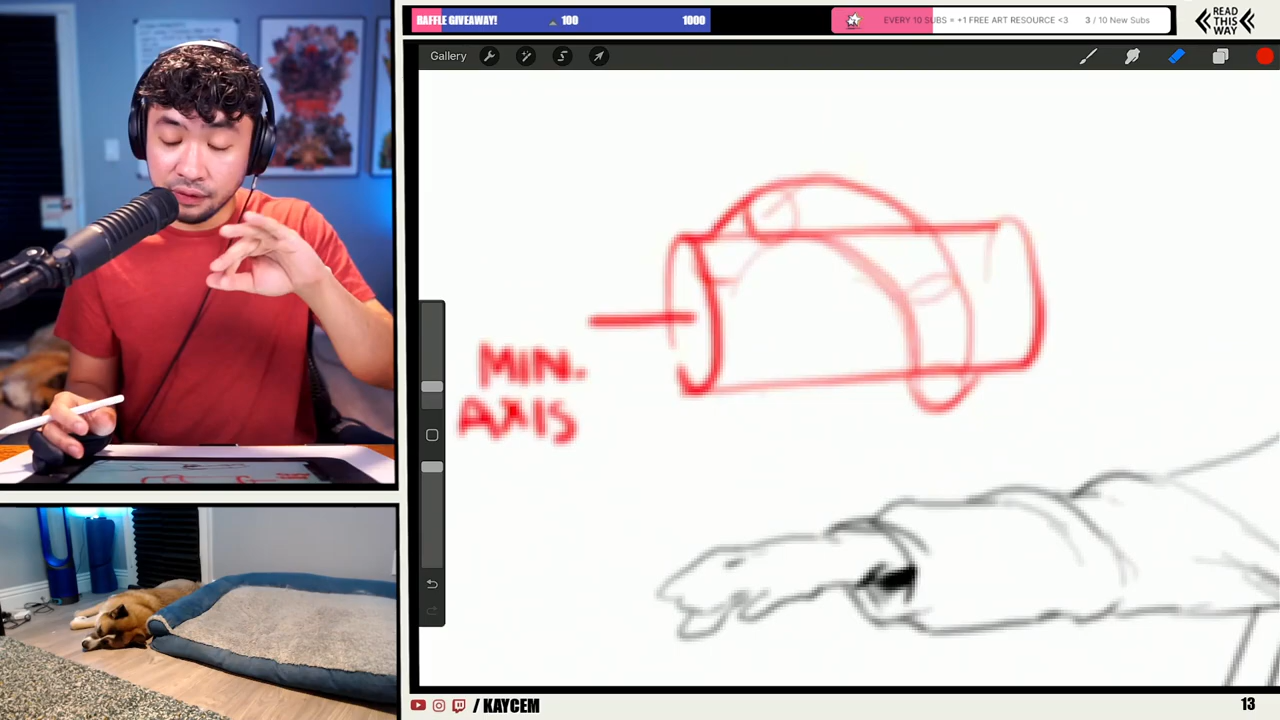 RAFFLE GIVEAWAY!
100
1000
EVERY 10 SUBS = +1 FREE ART RESOURCE <3
3 / 10 New Subs
READ
THIS
WAY
Gallery
MIN.
AXIS
/ KAYCEM
13